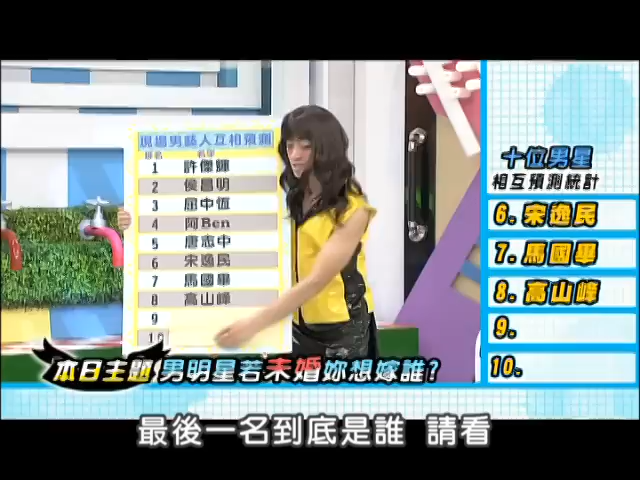 現場男藝人互相預測
排名 名字
1 許傑輝
2 侯昌明
3 屈中恆
4 阿Ben
5 唐志中
6 宋逸民
7 馬國畢
8 高山峰
9
10
十位男星
相互預測統計
6. 宋逸民
7. 馬國畢
8. 高山峰
9.
10.
本日主題 男明星若未婚妳想嫁誰?
最後一名到底是誰 請看